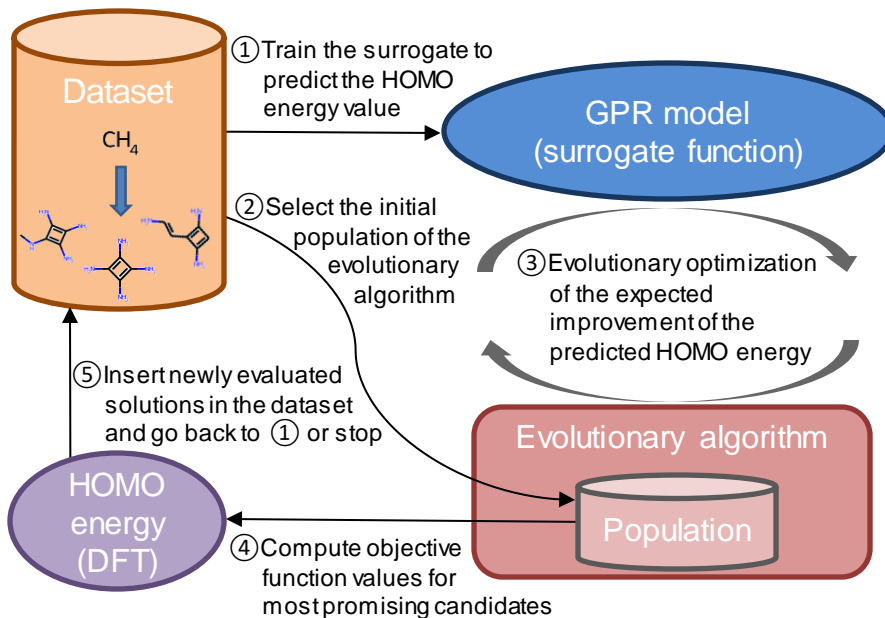 Dataset
CH4
①Train the surrogate to
predict the HOMO
energy value
GPR model
(surrogate function)
②Select the initial
population of the
evolutionary
algorithm
③Evolutionary optimization
of the expected
improvement of the
predicted HOMO energy
⑤Insert newly evaluated
solutions in the dataset
and go back to ① or stop
Evolutionary algorithm
Population
HOMO
energy
(DFT)
④Compute objective
function values for
most promising candidates